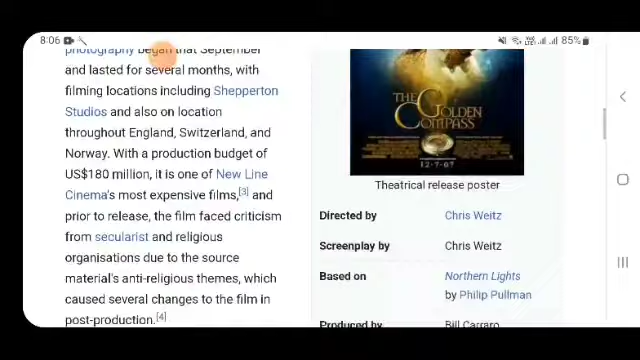 8:06
85%
photography began that September
and lasted for several months, with
filming locations including Shepperton
Studios and also on location
throughout England, Switzerland, and
Norway. With a production budget of
US$180 million, it is one of New Line
Cinema's most expensive films,[3] and
prior to release, the film faced criticism
from secularist and religious
organisations due to the source
material's anti-religious themes, which
caused several changes to the film in
post-production.[4]
THE GOLDEN
COMPASS
12·7·07
Theatrical release poster
Directed by Chris Weitz
Screenplay by Chris Weitz
Based on Northern Lights
by Philip Pullman
Produced by Bill Carraro